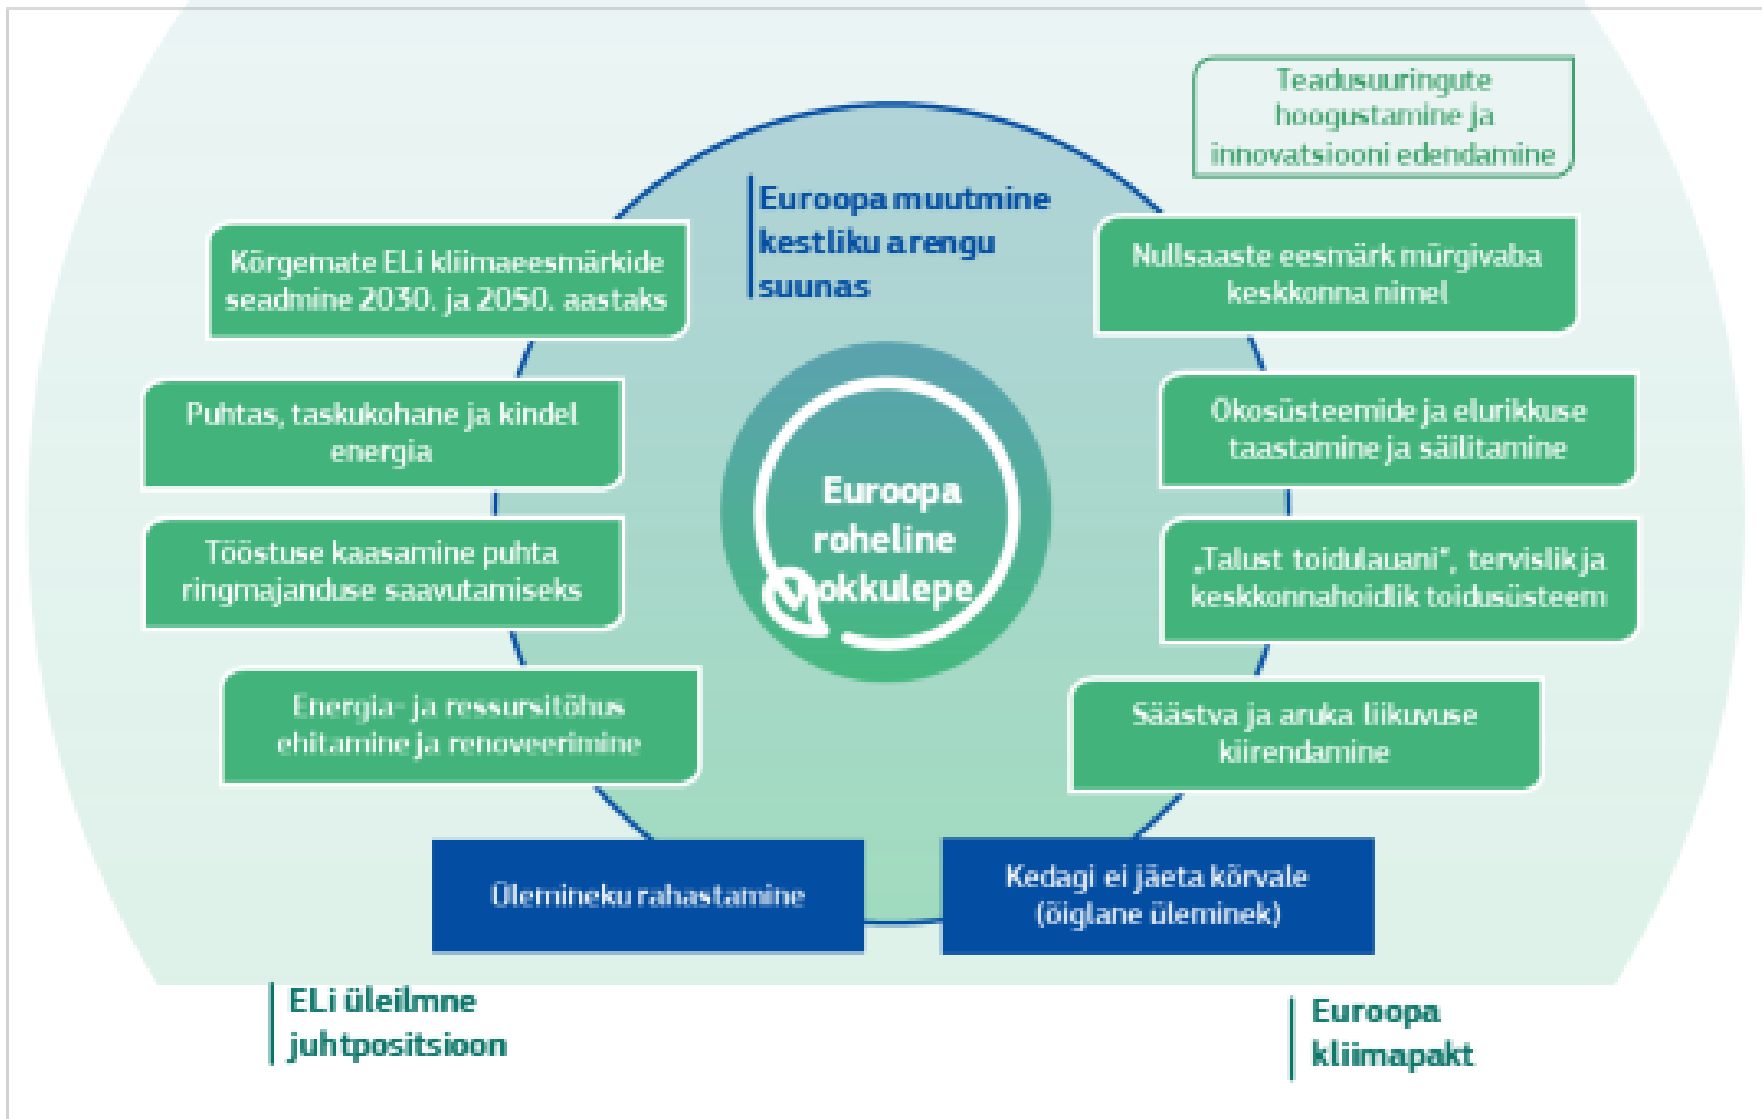 Teadusuuringute
hoogustamine ja
innovatsiooni edendamine
Euroopa muutmine
kestliku arengu
suunas
Kõrgemate ELi kliimaeesmärkide
seadmine 2030. ja 2050. aastaks
Puhtas, taskukohane ja kindel
energia
Tööstuse kaasamine puhta
ringmajanduse saavutamiseks
Energia- ja ressursitõhus
ehitamine ja renoveerimine
Euroopa
roheline
kokkulepe
Nullsaaste eesmärk mürgivaba
keskkonna nimel
Ökosüsteemide ja elurikkuse
taastamine ja säilitamine
„Talust toidulauani“, tervislik ja
keskkonnahoidlik toidusüsteem
Säästva ja aruka liikuvuse
kiirendamine
Ülemineku rahastamine
Kedagi ei jäeta kõrvale
(õiglane üleminek)
ELi üleilmne
juhtpositsioon
Euroopa
kliimapakt